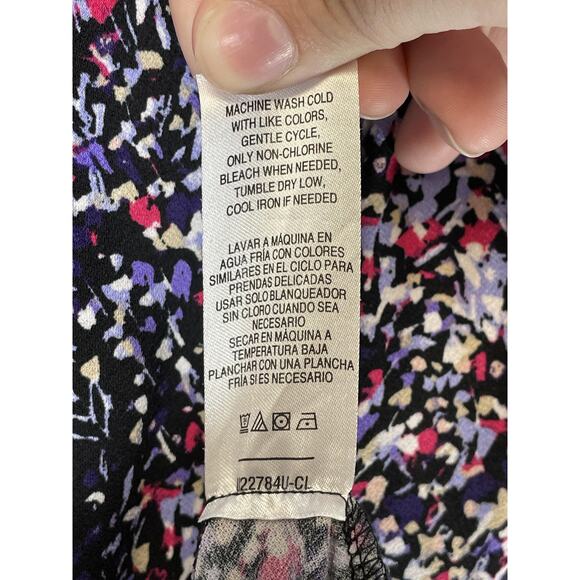 MACHINE WASH COLD
WITH LIKE COLORS,
GENTLE CYCLE,
ONLY NON-CHLORINE
BLEACH WHEN NEEDED,
TUMBLE DRY LOW,
COOL IRON IF NEEDED
LAVAR A MÁQUINA EN
AGUA FRÍA CON COLORES
SIMILARES EN EL CICLO PARA
PRENDAS DELICADAS
USAR SOLO BLANQUEADOR
SIN CLORO CUANDO SEA
NECESARIO
SECAR EN MÁQUINA A
TEMPERATURA BAJA
PLANCHAR CON UNA PLANCHA
FRÍA SI ES NECESARIO
22784U-CL